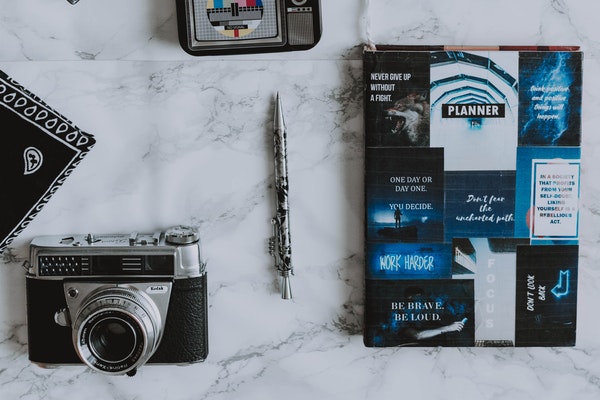 NEVER GIVE UP
WITHOUT
A FIGHT.
PLANNER
think positive
and positive
things will
happen.
ONE DAY OR
DAY ONE.
YOU DECIDE.
Don't fear
the
uncharted path.
IN A SOCIETY
THAT PROFITS
FROM YOUR
SELF-DOUBT,
LIKING
YOURSELF IS A
REBELLIOUS
ACT.
WORK HARDER
FOCUS
DON'T LOOK
BACK
BE BRAVE.
BE LOUD.
Kodak